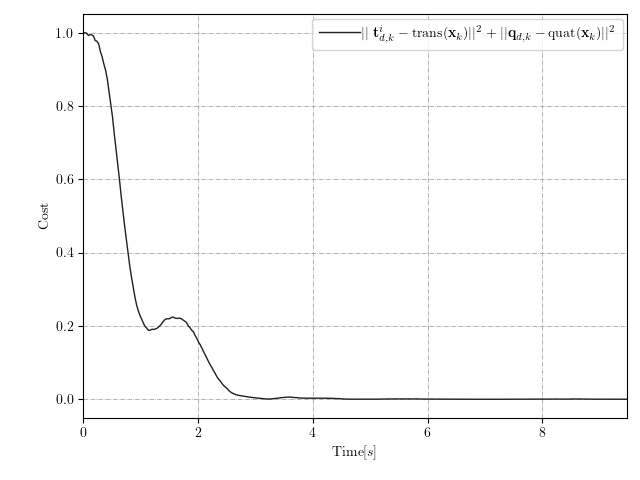 || t^i_{d,k} − trans(x_k)||² + ||q_{d,k} − quat(x_k)||²
1.0
0.8
0.6
0.4
0.2
0.0
Cost
0 2 4 6 8
Time[s]